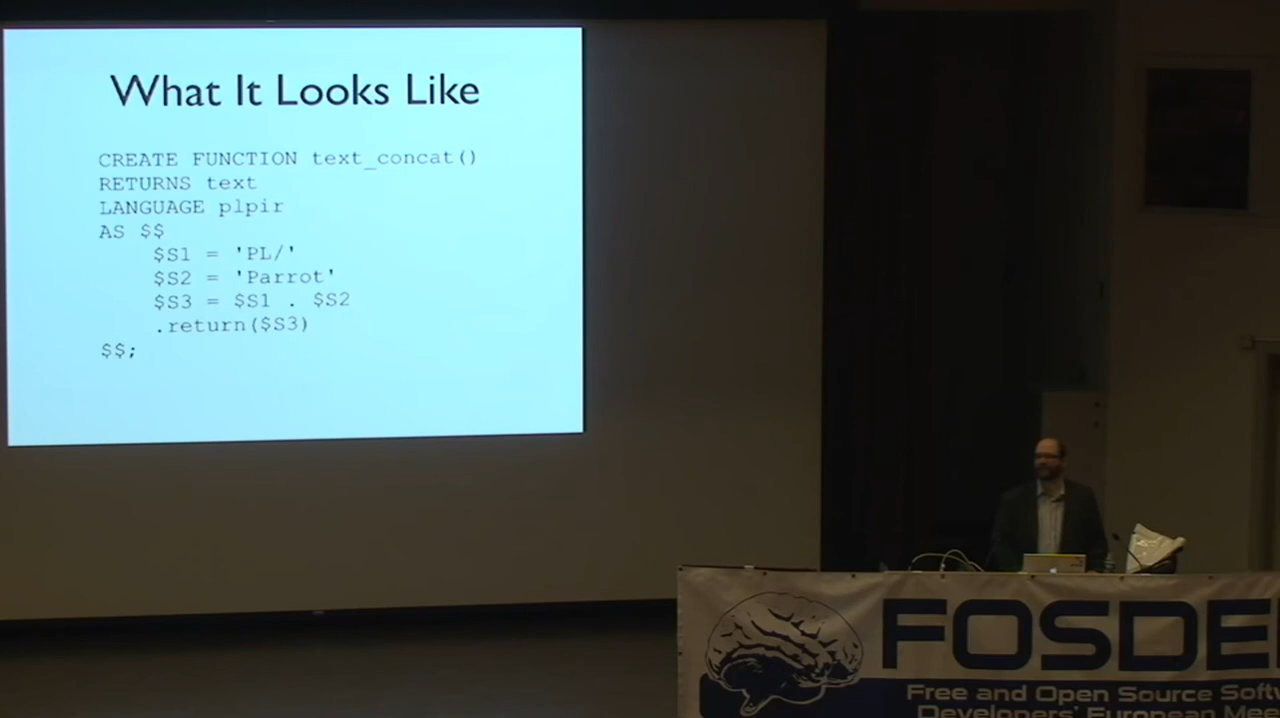 What It Looks Like
CREATE FUNCTION text_concat()
RETURNS text
LANGUAGE plpir
AS $$
$S1 = 'PL/'
$S2 = 'Parrot'
$S3 = $S1 . $S2
.return($S3)
$$;
FOSDE
Free and Open Source Softw
Developers' European Mee